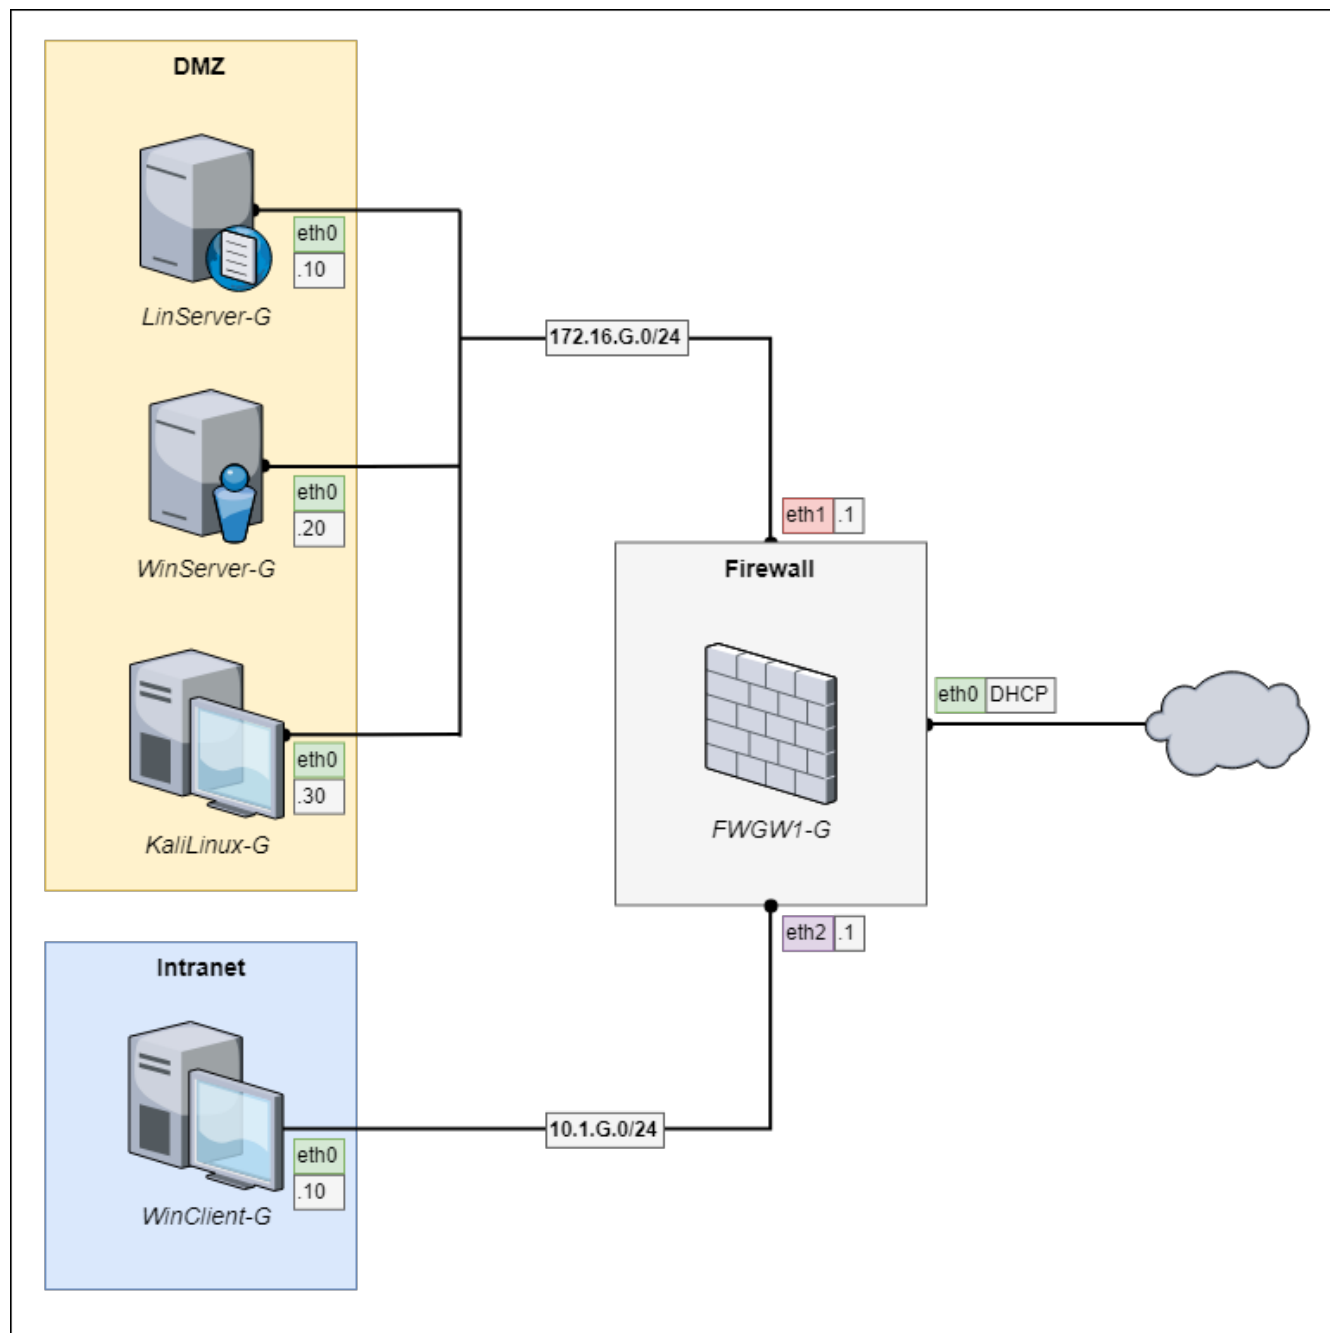 DMZ
eth0
.10
LinServer-G
172.16.G.0/24
eth0
.20
WinServer-G
eth1 .1
Firewall
eth0 DHCP
eth0
.30
KaliLinux-G
FWGW1-G
eth2 .1
Intranet
10.1.G.0/24
eth0
.10
WinClient-G